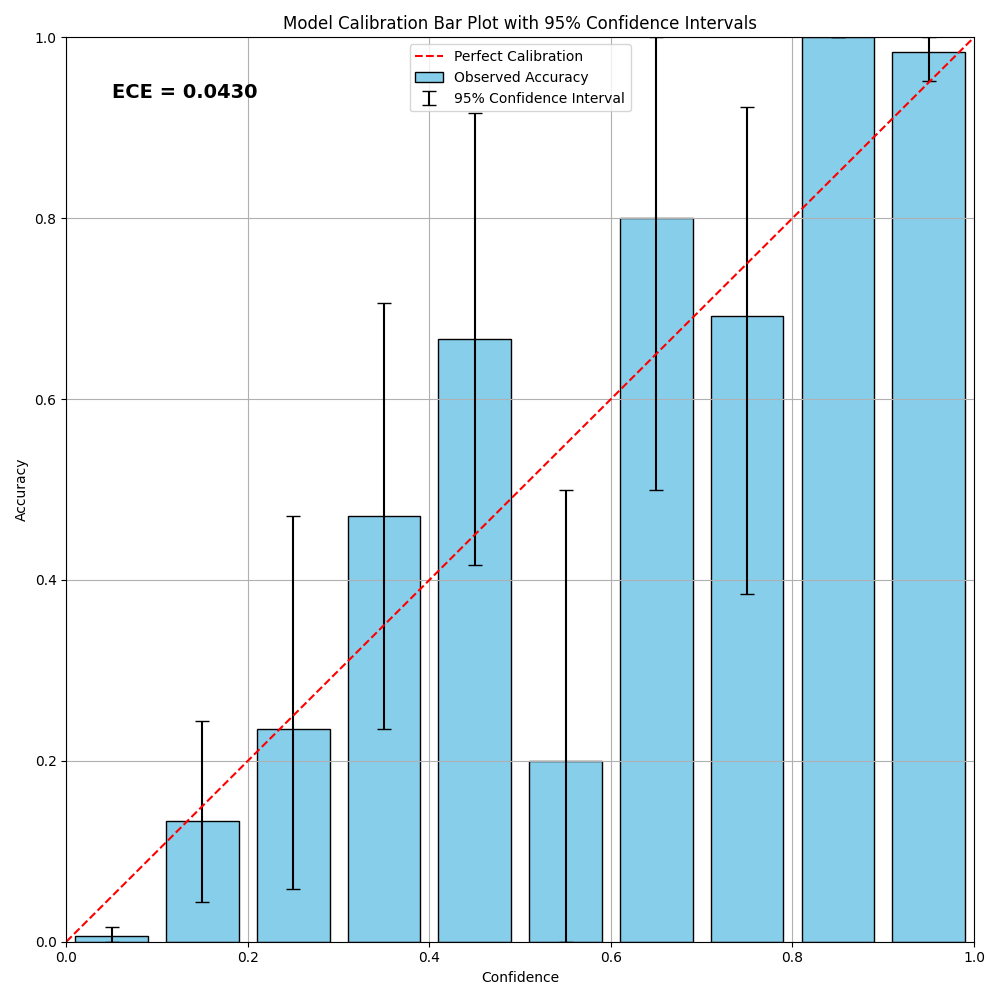 Model Calibration Bar Plot with 95% Confidence Intervals
Perfect Calibration
Observed Accuracy
95% Confidence Interval
ECE = 0.0430
Accuracy
1.0
0.8
0.6
0.4
0.2
0.0
0.0 0.2 0.4 0.6 0.8 1.0
Confidence